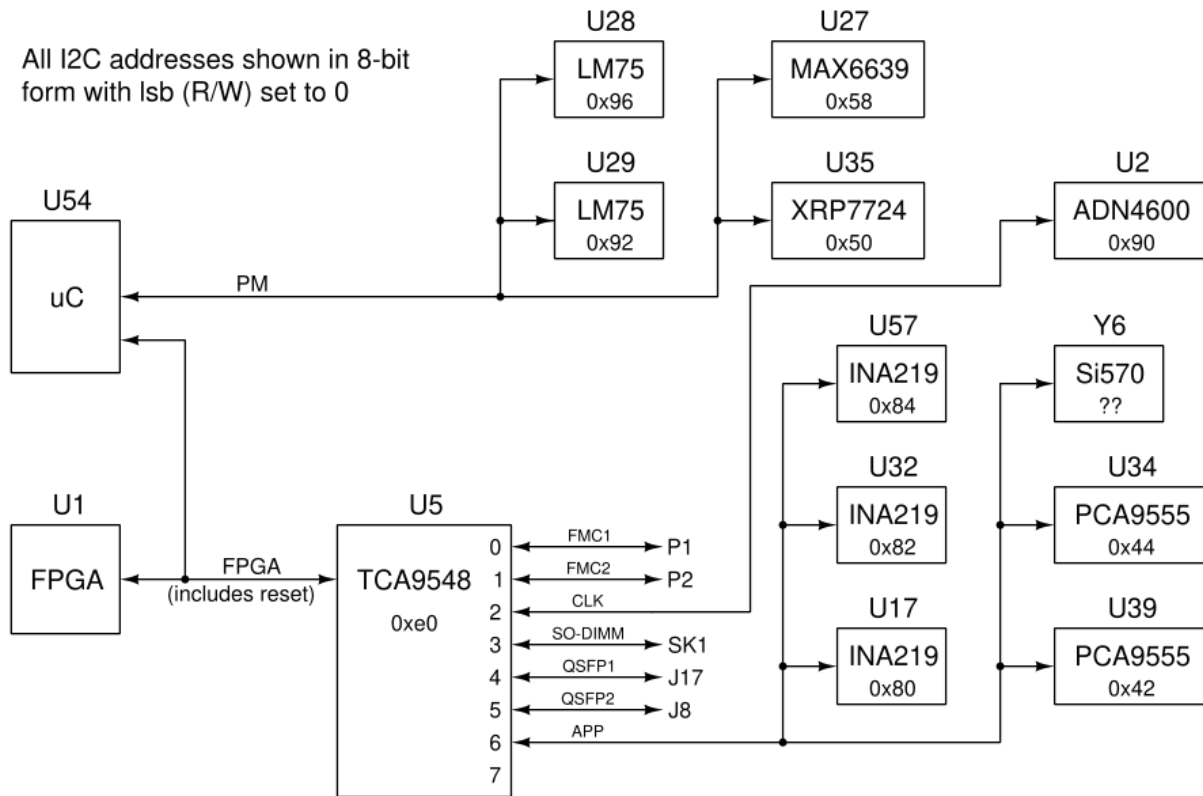 All I2C addresses shown in 8-bit
form with lsb (R/W) set to 0
U28
LM75
0x96
U27
MAX6639
0x58
U29
LM75
0x92
U35
XRP7724
0x50
U2
ADN4600
0x90
U54
uC
PM
U57
INA219
0x84
Y6
Si570
??
U32
INA219
0x82
U34
PCA9555
0x44
U17
INA219
0x80
U39
PCA9555
0x42
U1
FPGA
FPGA
(includes reset)
U5
TCA9548
0xe0
0 FMC1 P1
1 FMC2 P2
2 CLK
3 SO-DIMM SK1
4 QSFP1 J17
5 QSFP2 J8
6 APP
7